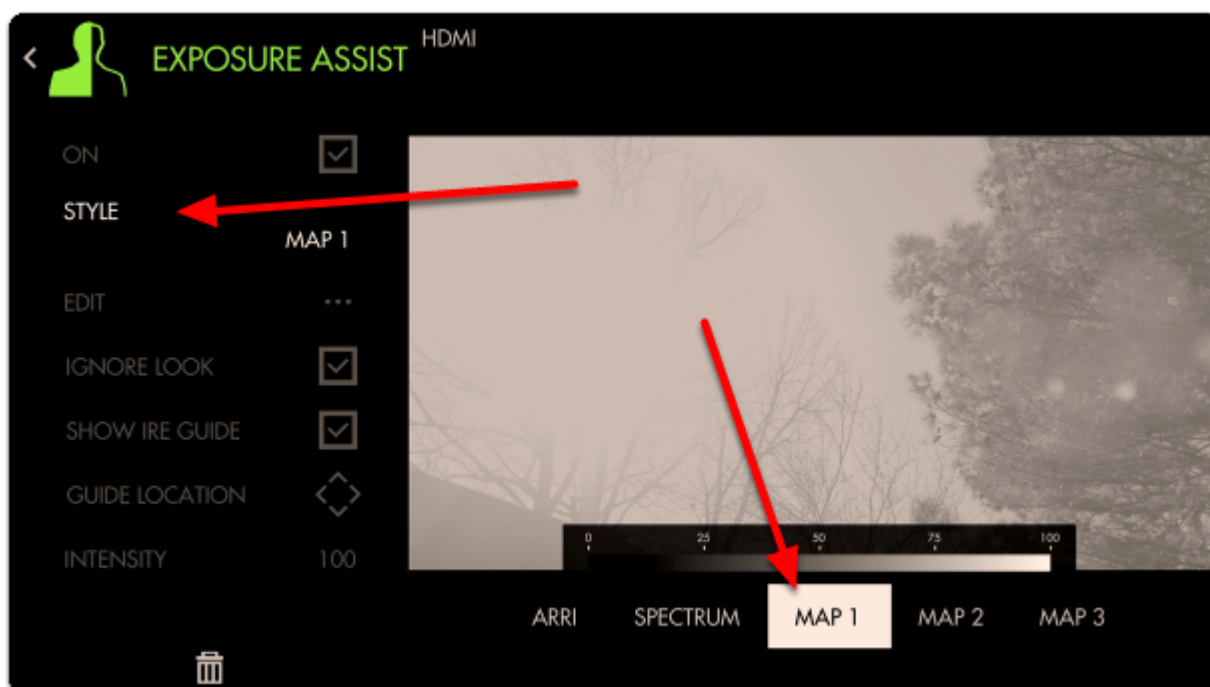 EXPOSURE ASSIST
HDMI
ON
STYLE
MAP 1
EDIT
IGNORE LOOK
SHOW IRE GUIDE
GUIDE LOCATION
INTENSITY 100
0 25 50 75 100
ARRI SPECTRUM MAP 1 MAP 2 MAP 3